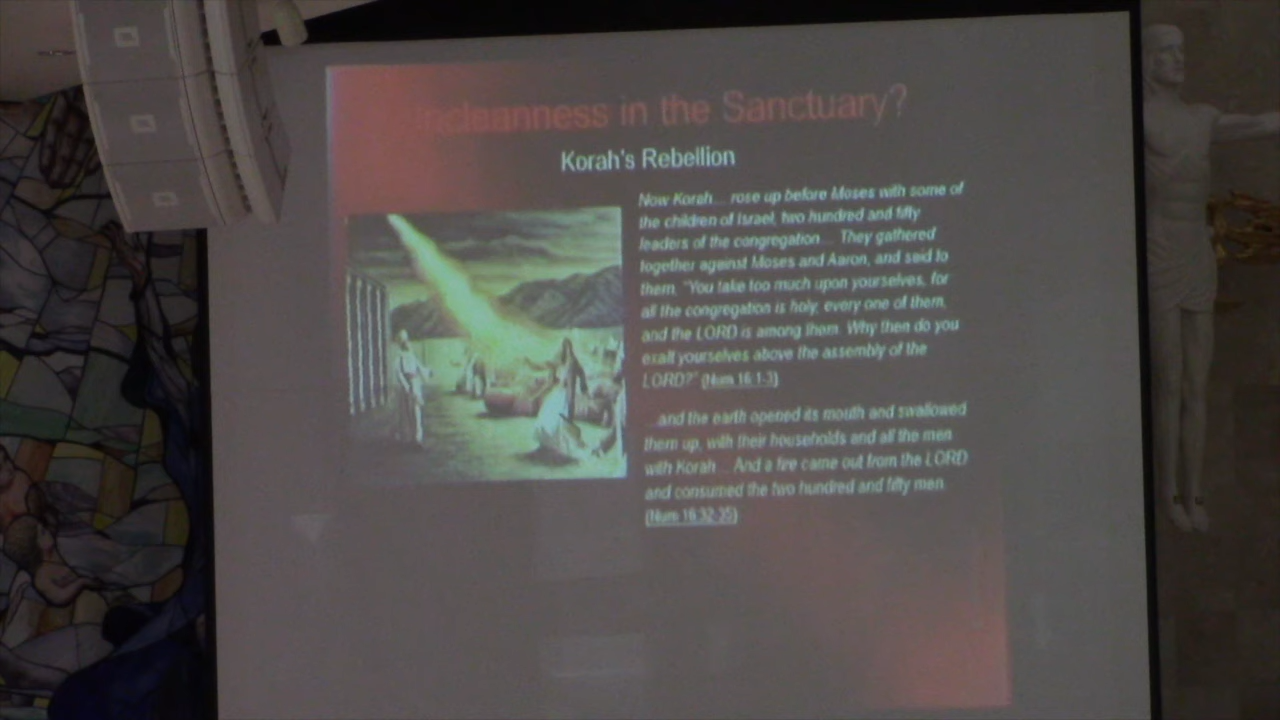 Uncleanness in the Sanctuary?
Korah's Rebellion
Now Korah... rose up before Moses with some of
the children of Israel, two hundred and fifty
leaders of the congregation... They gathered
together against Moses and Aaron, and said to
them, "You take too much upon yourselves, for
all the congregation is holy, every one of them,
and the LORD is among them. Why then do you
exalt yourselves above the assembly of the
LORD?" (Num 16:1-3)
...and the earth opened its mouth and swallowed
them up, with their households and all the men
with Korah... And a fire came out from the LORD
and consumed the two hundred and fifty men
(Num 16:32-35)